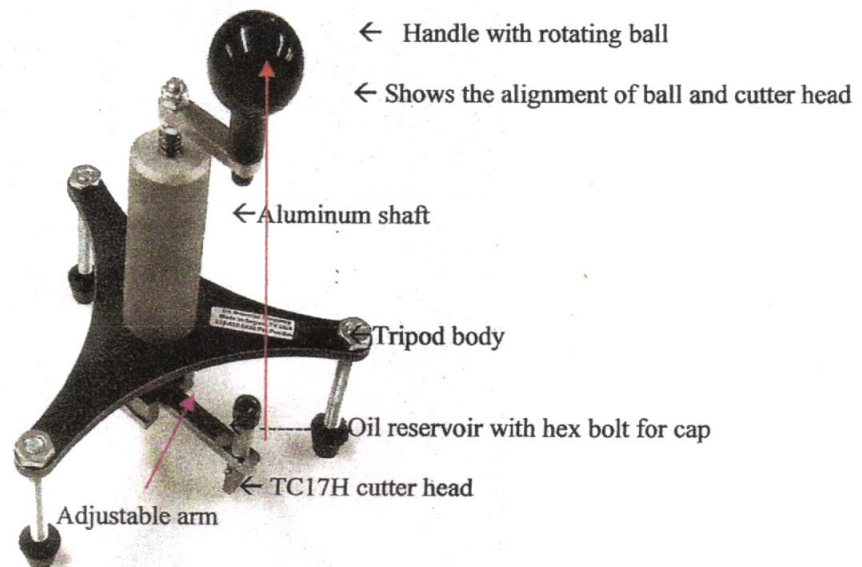 ← Handle with rotating ball
← Shows the alignment of ball and cutter head
←Aluminum shaft
←Tripod body
Oil reservoir with hex bolt for cap
← TC17H cutter head
Adjustable arm